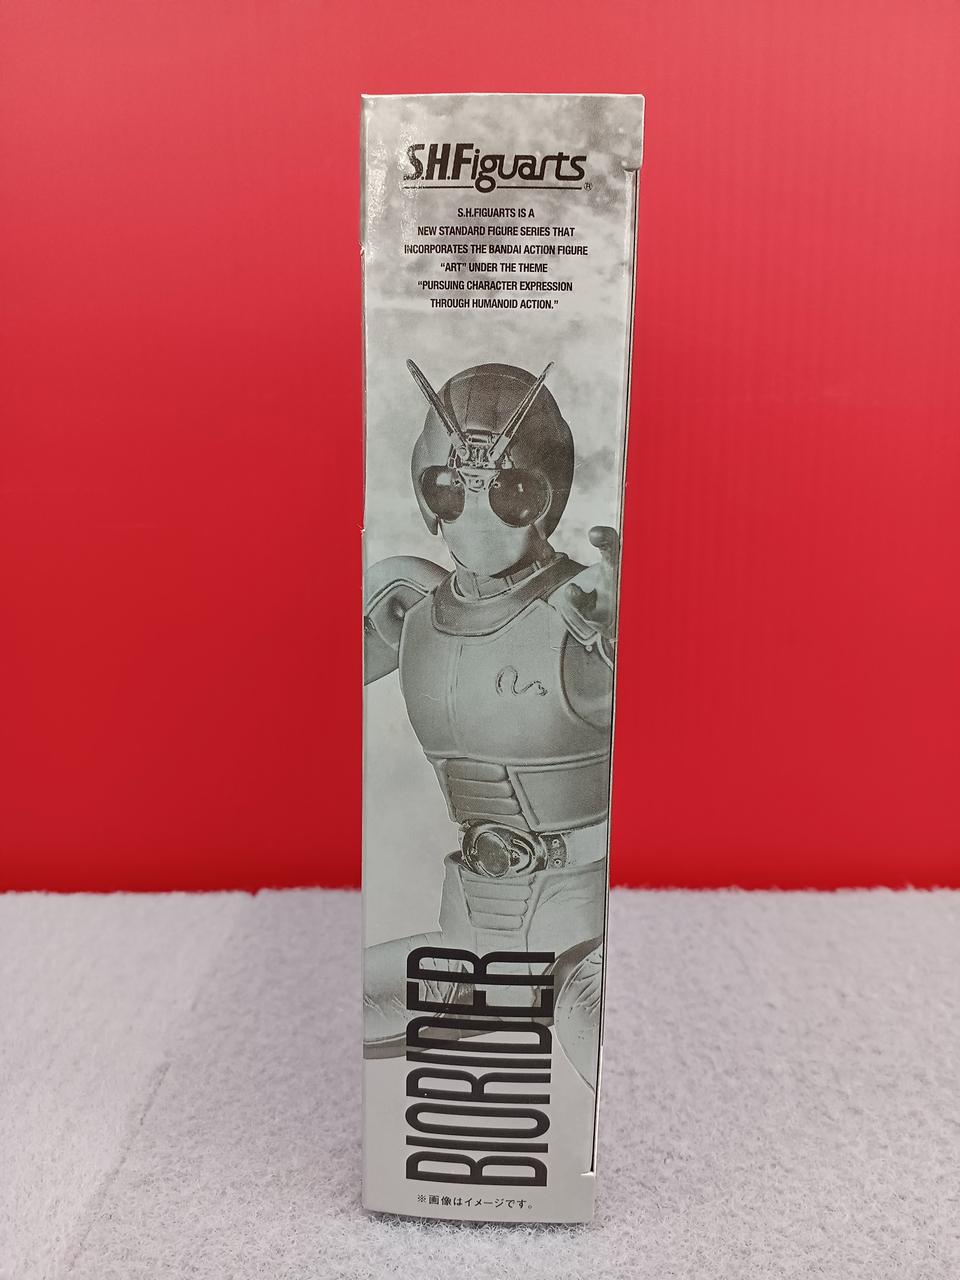 S.H.Figuarts®
S.H.FIGUARTS IS A
NEW STANDARD FIGURE SERIES THAT
INCORPORATES THE BANDAI ACTION FIGURE
“ART” UNDER THE THEME
“PURSUING CHARACTER EXPRESSION
THROUGH HUMANOID ACTION.”
BIORIDER
※画像はイメージです。